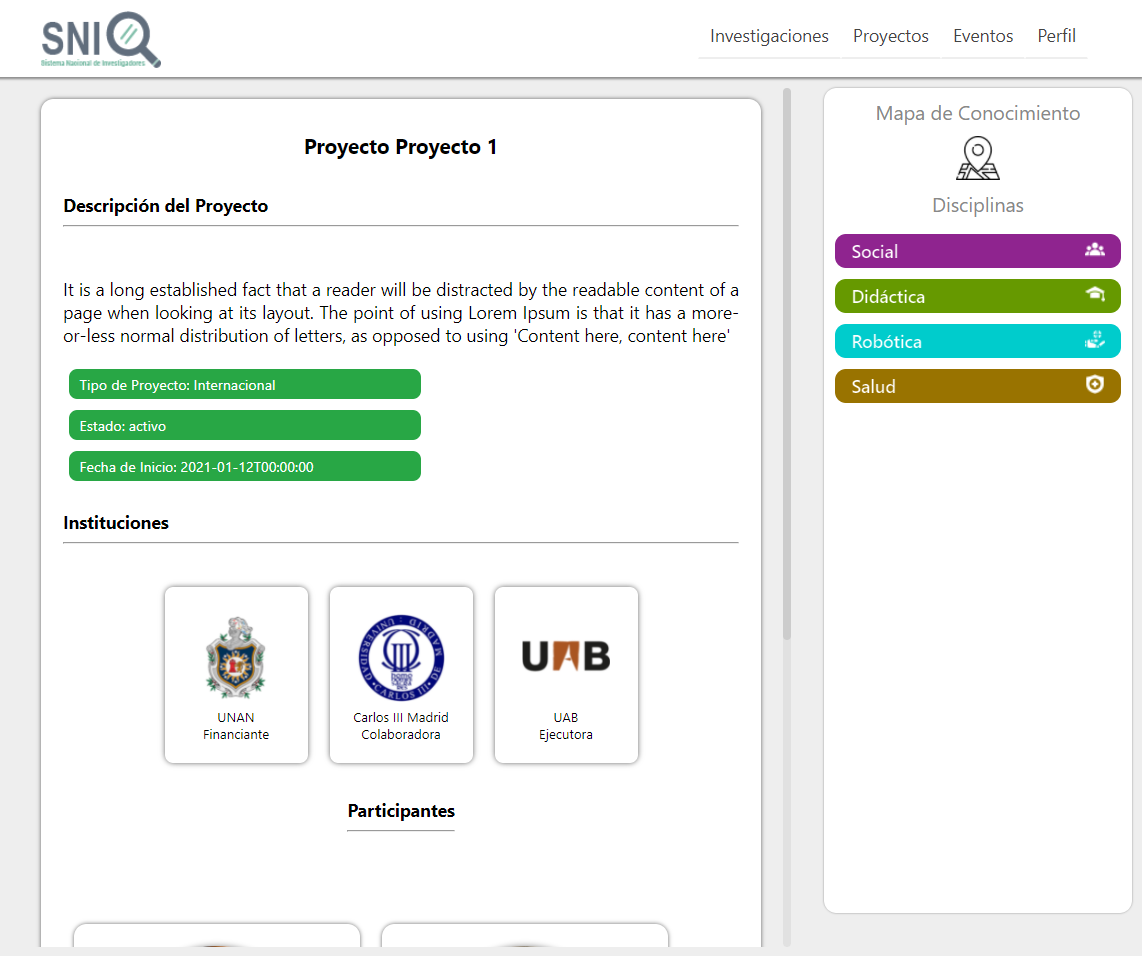 SNI
Sistema Nacional de Investigadores
Investigaciones Proyectos Eventos Perfil
Proyecto Proyecto 1
Descripción del Proyecto
It is a long established fact that a reader will be distracted by the readable content of a
page when looking at its layout. The point of using Lorem Ipsum is that it has a more-
or-less normal distribution of letters, as opposed to using 'Content here, content here'
Tipo de Proyecto: Internacional
Estado: activo
Fecha de Inicio: 2021-01-12T00:00:00
Instituciones
UNIVERSIDAD · CARLOS III · DE MADRID
UAB
UNAN
Financiante
Carlos III Madrid
Colaboradora
UAB
Ejecutora
Participantes
Mapa de Conocimiento
Disciplinas
Social
Didáctica
Robótica
Salud